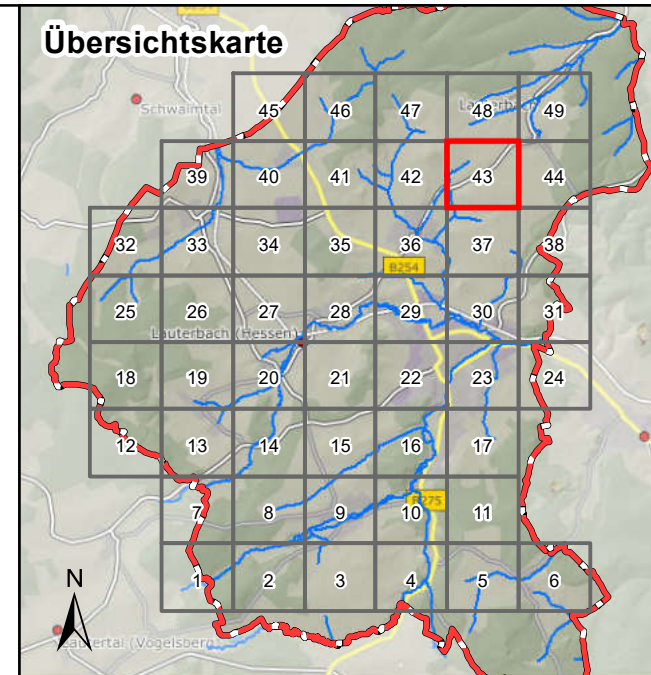 Übersichtskarte
Schwalmtal
45 46 47 48 49
39 40 41 42 43 44
32 33 34 35 36 37 38
B254
25 26 27 28 29 30 31
Lauterbach (Hessen)
18 19 20 21 22 23 24
12 13 14 15 16 17
7 8 9 10 11
B275
N
1 2 3 4 5 6
Lautertal (Vogelsberg)